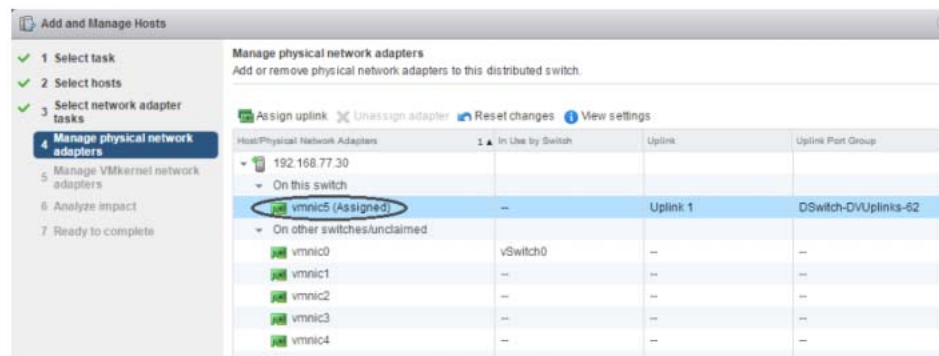 Add and Manage Hosts
1 Select task
2 Select hosts
3 Select network adapter
tasks
4 Manage physical network
adapters
5 Manage VMkernel network
adapters
6 Analyze impact
7 Ready to complete
Manage physical network adapters
Add or remove physical network adapters to this distributed switch.
Assign uplink Unassign adapter Reset changes View settings
Host/Physical Network Adapters 1 ▲ In Use by Switch Uplink Uplink Port Group
192.168.77.30
On this switch
vmnic5 (Assigned) -- Uplink 1 DSwitch-DVUplinks-62
On other switches/unclaimed
vmnic0 vSwitch0 -- --
vmnic1 -- -- --
vmnic2 -- -- --
vmnic3 -- -- --
vmnic4 -- -- --